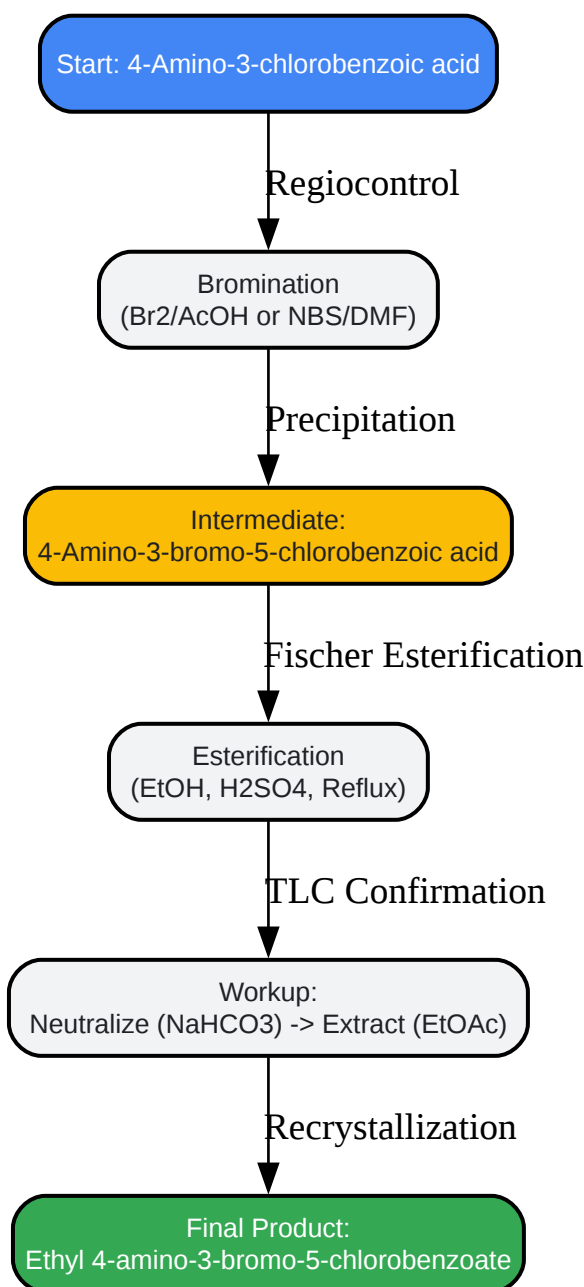 Start: 4-Amino-3-chlorobenzoic acid
Regiocontrol
Bromination
(Br2/AcOH or NBS/DMF)
Precipitation
Intermediate:
4-Amino-3-bromo-5-chlorobenzoic acid
Fischer Esterification
Esterification
(EtOH, H2SO4, Reflux)
TLC Confirmation
Workup:
Neutralize (NaHCO3) -> Extract (EtOAc)
Recrystallization
Final Product:
Ethyl 4-amino-3-bromo-5-chlorobenzoate